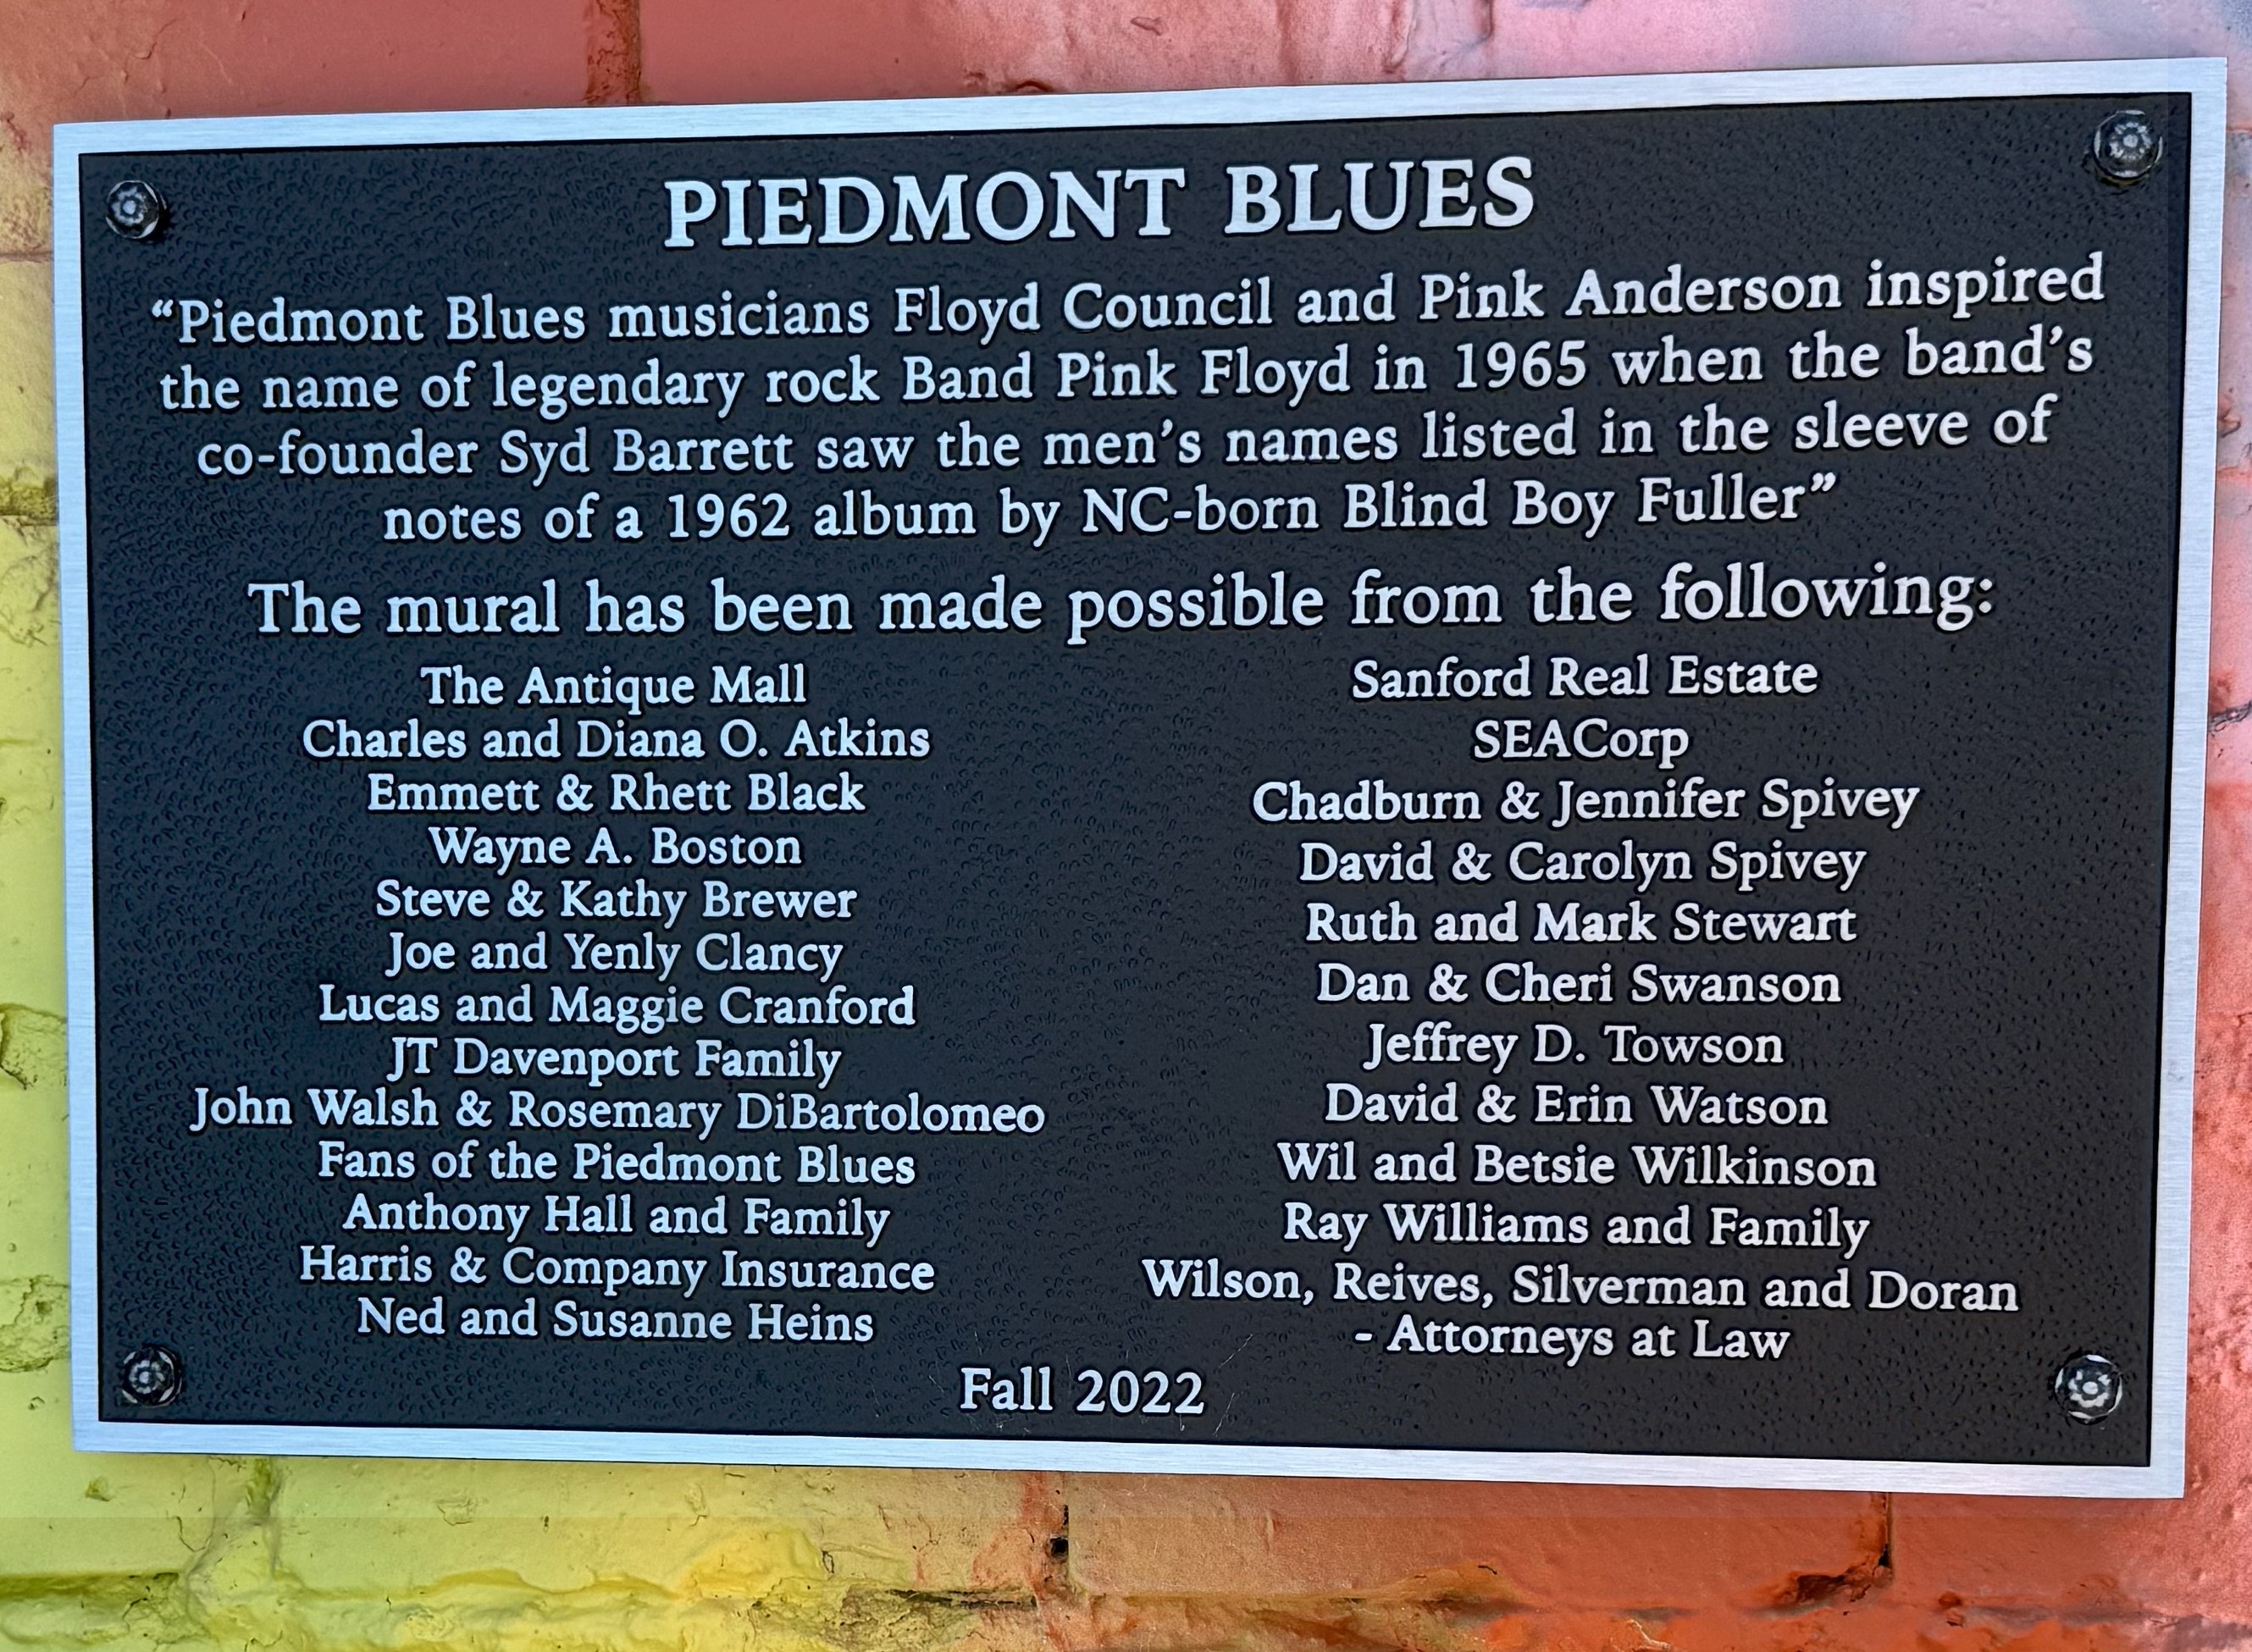 PIEDMONT BLUES
“Piedmont Blues musicians Floyd Council and Pink Anderson inspired
the name of legendary rock Band Pink Floyd in 1965 when the band’s
co-founder Syd Barrett saw the men’s names listed in the sleeve of
notes of a 1962 album by NC-born Blind Boy Fuller”
The mural has been made possible from the following:
The Antique Mall
Charles and Diana O. Atkins
Emmett & Rhett Black
Wayne A. Boston
Steve & Kathy Brewer
Joe and Yenly Clancy
Lucas and Maggie Cranford
JT Davenport Family
John Walsh & Rosemary DiBartolomeo
Fans of the Piedmont Blues
Anthony Hall and Family
Harris & Company Insurance
Ned and Susanne Heins
Sanford Real Estate
SEACorp
Chadburn & Jennifer Spivey
David & Carolyn Spivey
Ruth and Mark Stewart
Dan & Cheri Swanson
Jeffrey D. Towson
David & Erin Watson
Wil and Betsie Wilkinson
Ray Williams and Family
Wilson, Reives, Silverman and Doran
- Attorneys at Law
Fall 2022